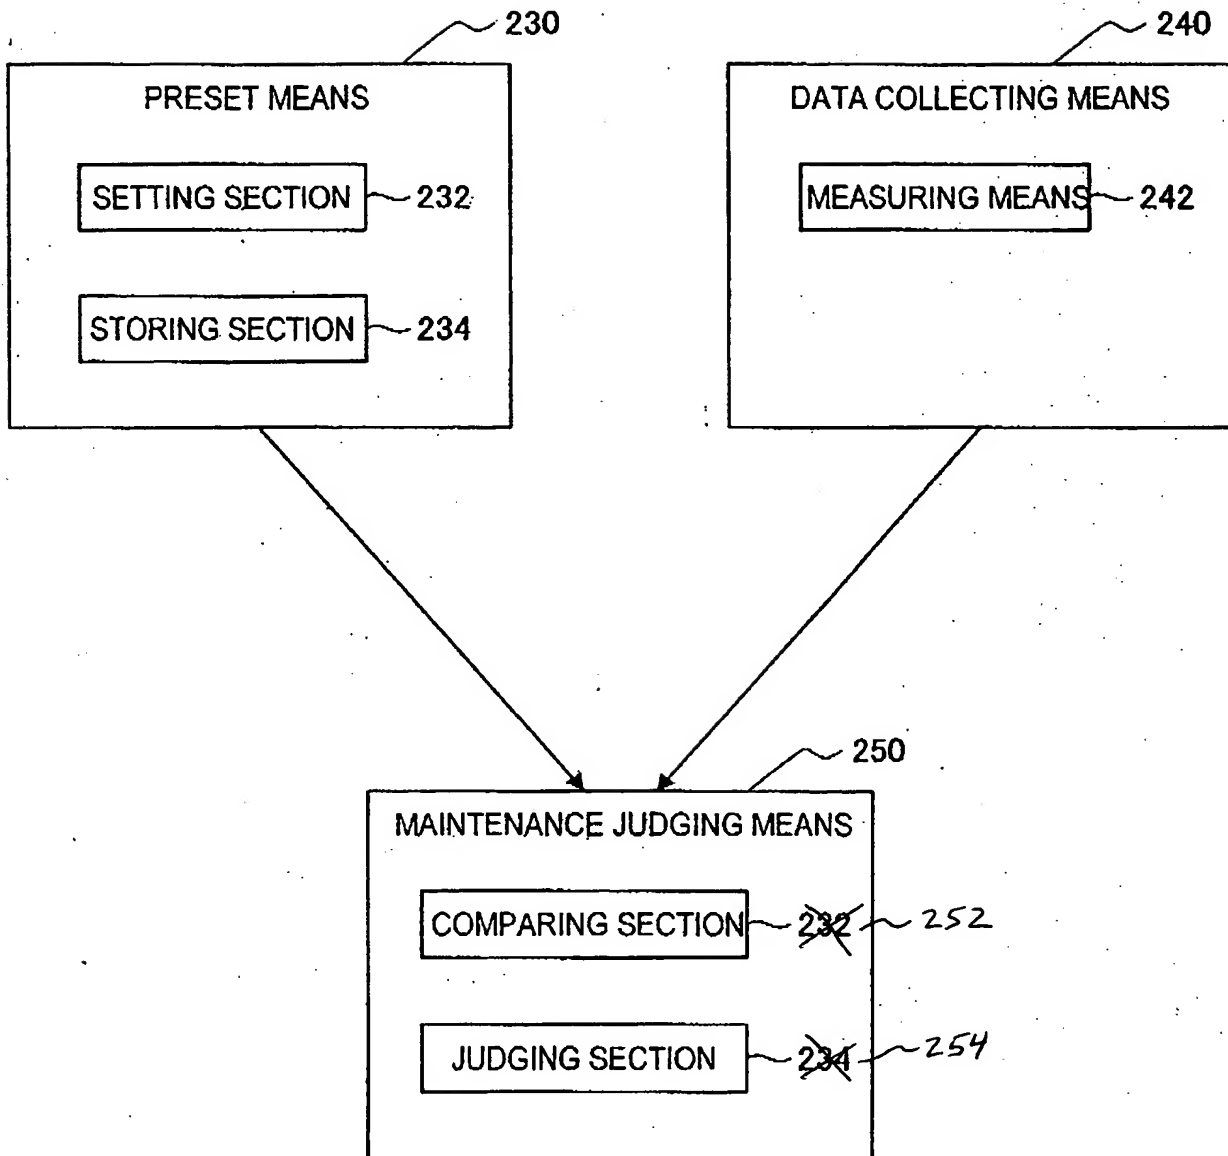 230
PRESET MEANS
SETTING SECTION 232
STORING SECTION 234
240
DATA COLLECTING MEANS
MEASURING MEANS 242
250
MAINTENANCE JUDGING MEANS
COMPARING SECTION 232 252
JUDGING SECTION 234 254